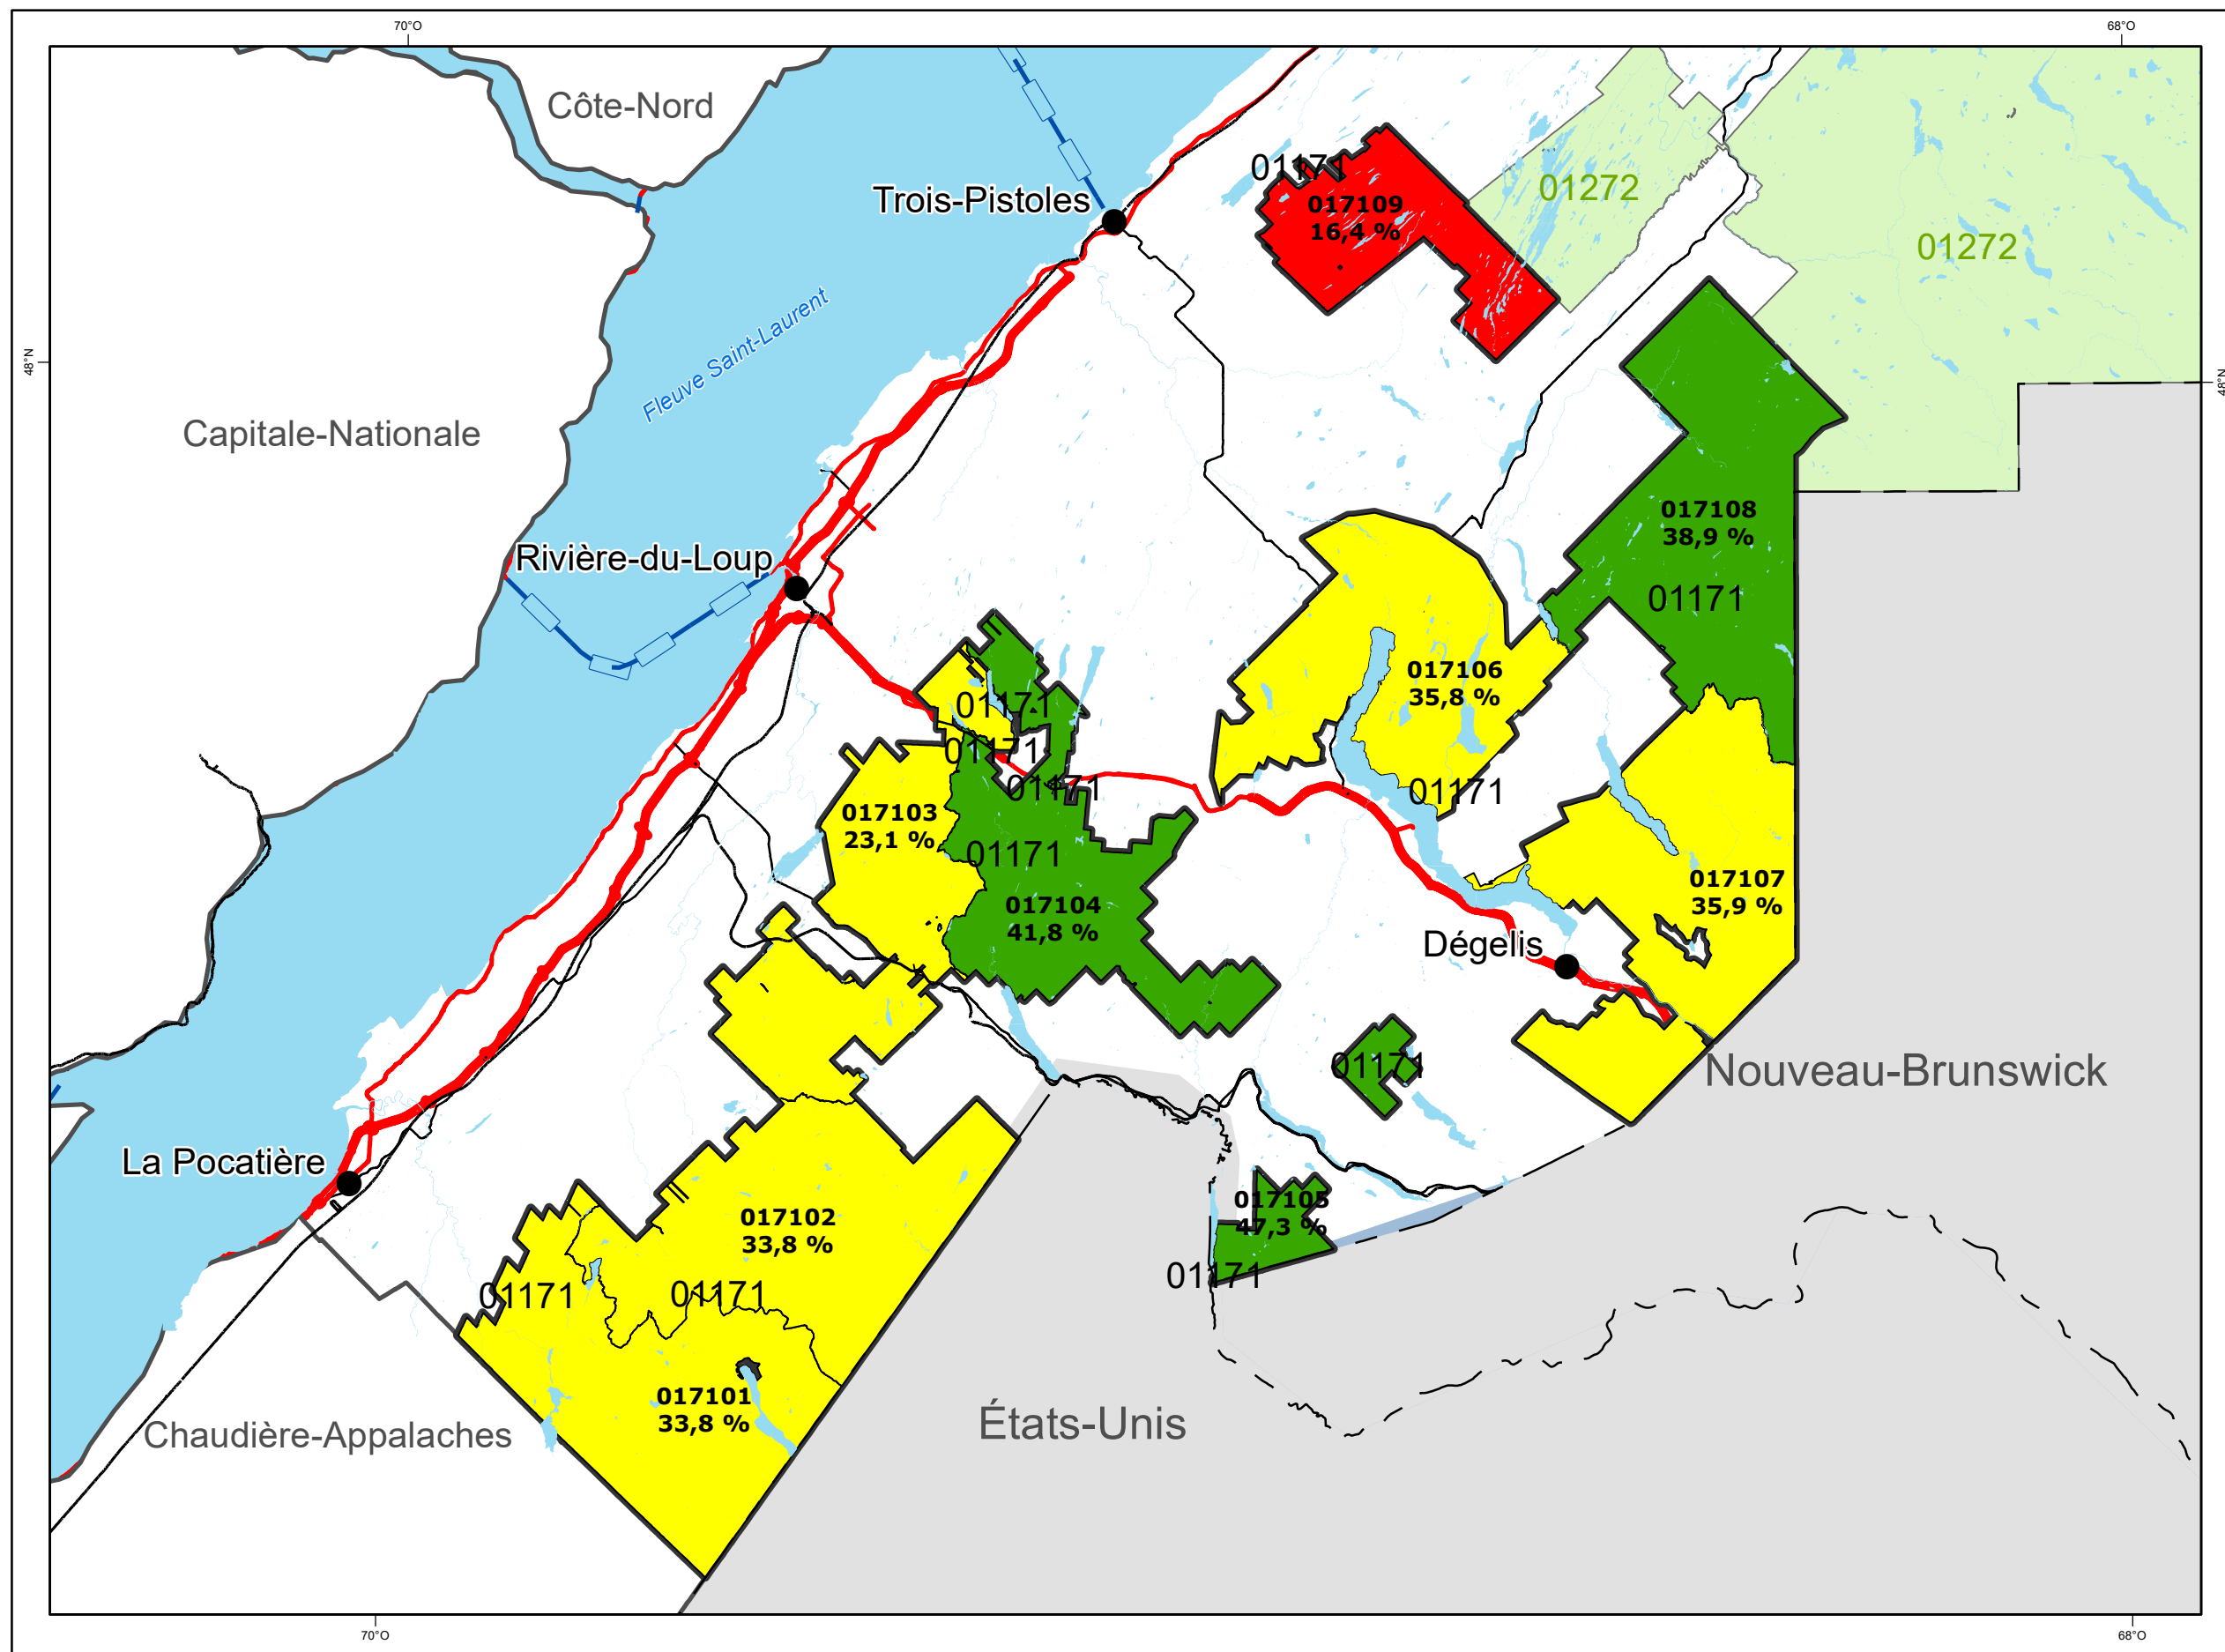 70°O
68°O
Côte-Nord
01171
Trois-Pistoles
017109
16,4 %
01272
01272
Fleuve Saint-Laurent
48°N
48°N
Capitale-Nationale
017108
38,9 %
Rivière-du-Loup
01171
017106
35,8 %
01171
01171
01171
01171
017103
23,1 %
01171
017104
41,8 %
017107
35,9 %
Dégelis
01171
Nouveau-Brunswick
La Pocatière
017105
47,3 %
017102
33,8 %
01171
01171
01171
017101
33,8 %
Chaudière-Appalaches
États-Unis
70°O
68°O